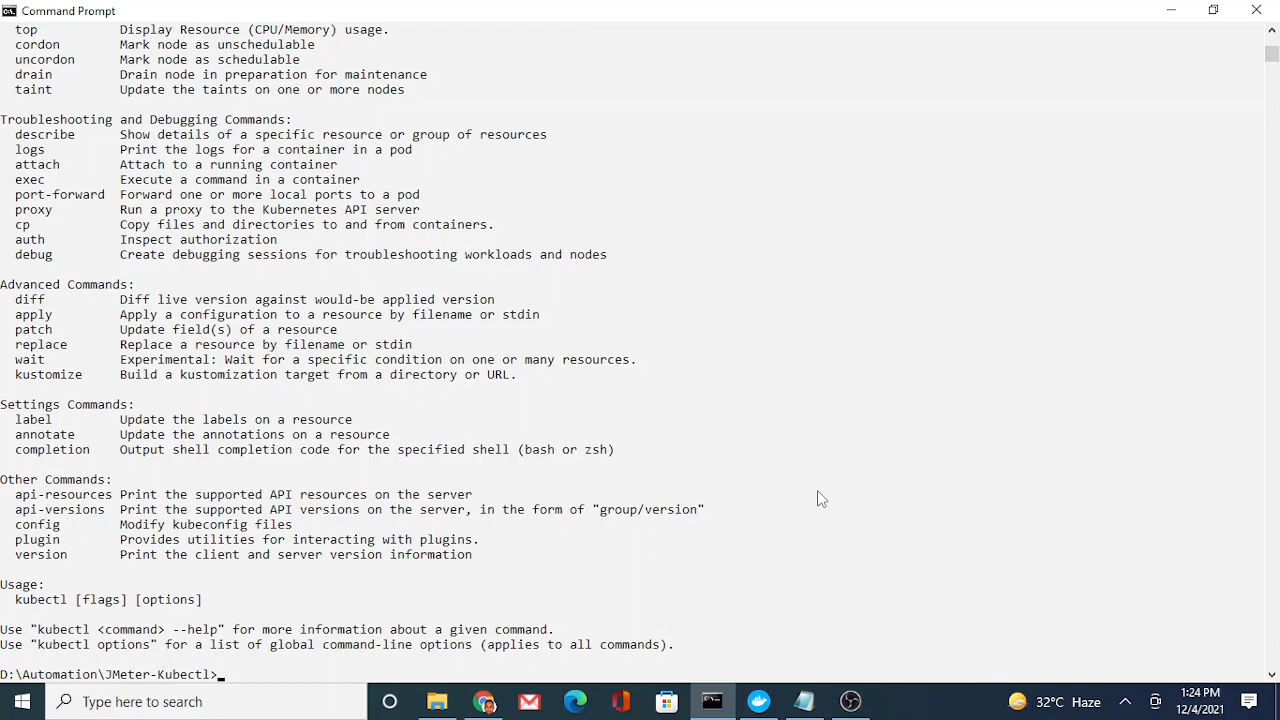 Command Prompt
top Display Resource (CPU/Memory) usage.
cordon Mark node as unschedulable
uncordon Mark node as schedulable
drain Drain node in preparation for maintenance
taint Update the taints on one or more nodes
Troubleshooting and Debugging Commands:
describe Show details of a specific resource or group of resources
logs Print the logs for a container in a pod
attach Attach to a running container
exec Execute a command in a container
port-forward Forward one or more local ports to a pod
proxy Run a proxy to the Kubernetes API server
cp Copy files and directories to and from containers.
auth Inspect authorization
debug Create debugging sessions for troubleshooting workloads and nodes
Advanced Commands:
diff Diff live version against would-be applied version
apply Apply a configuration to a resource by filename or stdin
patch Update field(s) of a resource
replace Replace a resource by filename or stdin
wait Experimental: Wait for a specific condition on one or many resources.
kustomize Build a kustomization target from a directory or URL.
Settings Commands:
label Update the labels on a resource
annotate Update the annotations on a resource
completion Output shell completion code for the specified shell (bash or zsh)
Other Commands:
api-resources Print the supported API resources on the server
api-versions Print the supported API versions on the server, in the form of "group/version"
config Modify kubeconfig files
plugin Provides utilities for interacting with plugins.
version Print the client and server version information
Usage:
kubectl [flags] [options]
Use "kubectl <command> --help" for more information about a given command.
Use "kubectl options" for a list of global command-line options (applies to all commands).
D:\Automation\JMeter-Kubectl>_
Type here to search
32°C Haze
1:24 PM
12/4/2021